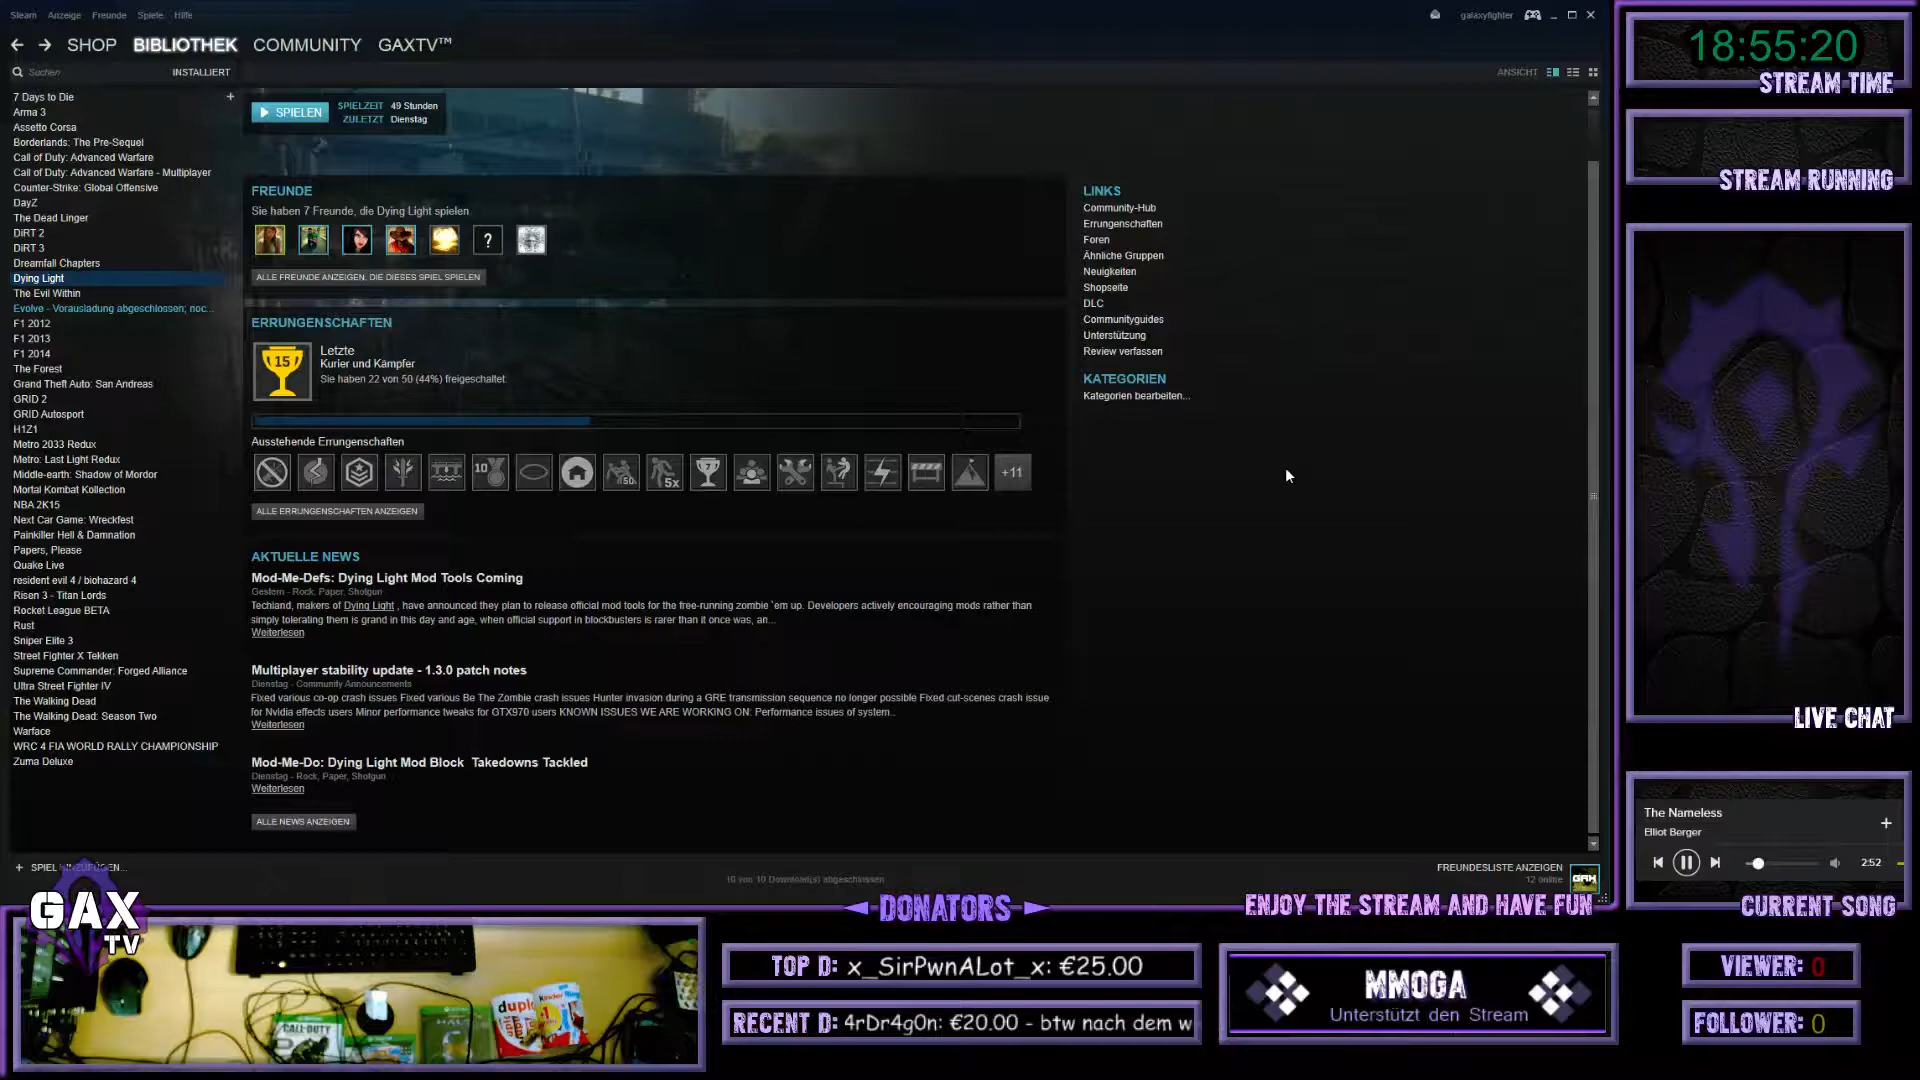 Steam Anzeige Freunde Spiele Hilfe
galaxyfighter
SHOP BIBLIOTHEK COMMUNITY GAXTV™
Suchen INSTALLIERT
ANSICHT
7 Days to Die
Arma 3
Assetto Corsa
Borderlands: The Pre-Sequel
Call of Duty: Advanced Warfare
Call of Duty: Advanced Warfare - Multiplayer
Counter-Strike: Global Offensive
DayZ
The Dead Linger
DiRT 2
DiRT 3
Dreamfall Chapters
Dying Light
The Evil Within
Evolve - Vorausladung abgeschlossen; noc...
F1 2012
F1 2013
F1 2014
The Forest
Grand Theft Auto: San Andreas
GRID 2
GRID Autosport
H1Z1
Metro 2033 Redux
Metro: Last Light Redux
Middle-earth: Shadow of Mordor
Mortal Kombat Kollection
NBA 2K15
Next Car Game: Wreckfest
Painkiller Hell & Damnation
Papers, Please
Quake Live
resident evil 4 / biohazard 4
Risen 3 - Titan Lords
Rocket League BETA
Rust
Sniper Elite 3
Street Fighter X Tekken
Supreme Commander: Forged Alliance
Ultra Street Fighter IV
The Walking Dead
The Walking Dead: Season Two
Warface
WRC 4 FIA WORLD RALLY CHAMPIONSHIP
Zuma Deluxe
SPIELEN
SPIELZEIT 49 Stunden
ZULETZT Dienstag
FREUNDE
Sie haben 7 Freunde, die Dying Light spielen
?
ALLE FREUNDE ANZEIGEN, DIE DIESES SPIEL SPIELEN
ERRUNGENSCHAFTEN
15
Letzte
Kurier und Kämpfer
Sie haben 22 von 50 (44%) freigeschaltet:
Ausstehende Errungenschaften
10
50
5x
7
+11
ALLE ERRUNGENSCHAFTEN ANZEIGEN
AKTUELLE NEWS
Mod-Me-Defs: Dying Light Mod Tools Coming
Gestern - Rock, Paper, Shotgun
Techland, makers of Dying Light , have announced they plan to release official mod tools for the free-running zombie `em up. Developers actively encouraging mods rather than
simply tolerating them is grand in this day and age, when official support in blockbusters is rarer than it once was, an...
Weiterlesen
Multiplayer stability update - 1.3.0 patch notes
Dienstag - Community Announcements
Fixed various co-op crash issues Fixed various Be The Zombie crash issues Hunter invasion during a GRE transmission sequence no longer possible Fixed cut-scenes crash issue
for Nvidia effects users Minor performance tweaks for GTX970 users KNOWN ISSUES WE ARE WORKING ON: Performance issues of system..
Weiterlesen
Mod-Me-Do: Dying Light Mod Block Takedowns Tackled
Dienstag - Rock, Paper, Shotgun
Weiterlesen
ALLE NEWS ANZEIGEN
LINKS
Community-Hub
Errungenschaften
Foren
Ähnliche Gruppen
Neuigkeiten
Shopseite
DLC
Communityguides
Unterstützung
Review verfassen
KATEGORIEN
Kategorien bearbeiten...
+ SPIEL HINZUFÜGEN...
10 von 10 Download(s) abgeschlossen
FREUNDESLISTE ANZEIGEN
12 online
GAX
18:55:20
STREAM TIME
STREAM RUNNING
LIVE CHAT
The Nameless
Elliot Berger
2:52
CURRENT SONG
GAX
TV
DONATORS
ENJOY THE STREAM AND HAVE FUN
CALL OF DUTY
duplo
kinder
TOP D: x_SirPwnALot_x: €25.00
RECENT D: 4rDr4g0n: €20.00 - btw nach dem w
MMOGA
Unterstützt den Stream
VIEWER: 0
FOLLOWER: 0